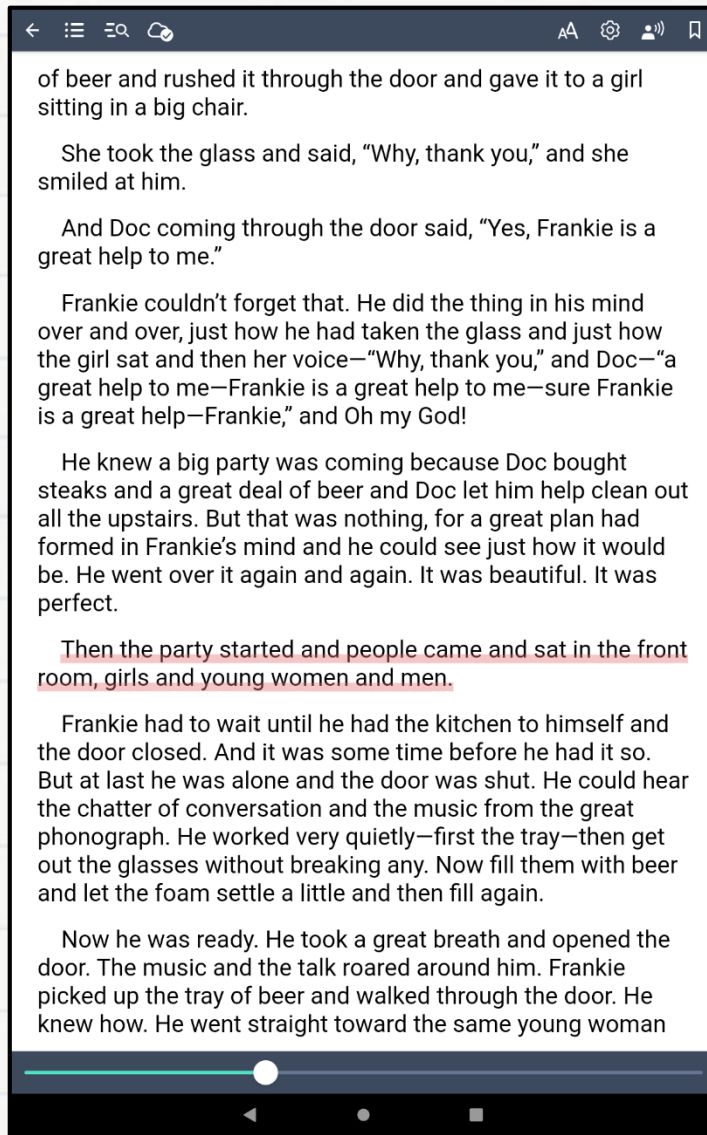 AA
of beer and rushed it through the door and gave it to a girl
sitting in a big chair.
She took the glass and said, “Why, thank you,” and she
smiled at him.
And Doc coming through the door said, “Yes, Frankie is a
great help to me.”
Frankie couldn’t forget that. He did the thing in his mind
over and over, just how he had taken the glass and just how
the girl sat and then her voice—“Why, thank you,” and Doc—“a
great help to me—Frankie is a great help to me—sure Frankie
is a great help—Frankie,” and Oh my God!
He knew a big party was coming because Doc bought
steaks and a great deal of beer and Doc let him help clean out
all the upstairs. But that was nothing, for a great plan had
formed in Frankie’s mind and he could see just how it would
be. He went over it again and again. It was beautiful. It was
perfect.
Then the party started and people came and sat in the front
room, girls and young women and men.
Frankie had to wait until he had the kitchen to himself and
the door closed. And it was some time before he had it so.
But at last he was alone and the door was shut. He could hear
the chatter of conversation and the music from the great
phonograph. He worked very quietly—first the tray—then get
out the glasses without breaking any. Now fill them with beer
and let the foam settle a little and then fill again.
Now he was ready. He took a great breath and opened the
door. The music and the talk roared around him. Frankie
picked up the tray of beer and walked through the door. He
knew how. He went straight toward the same young woman